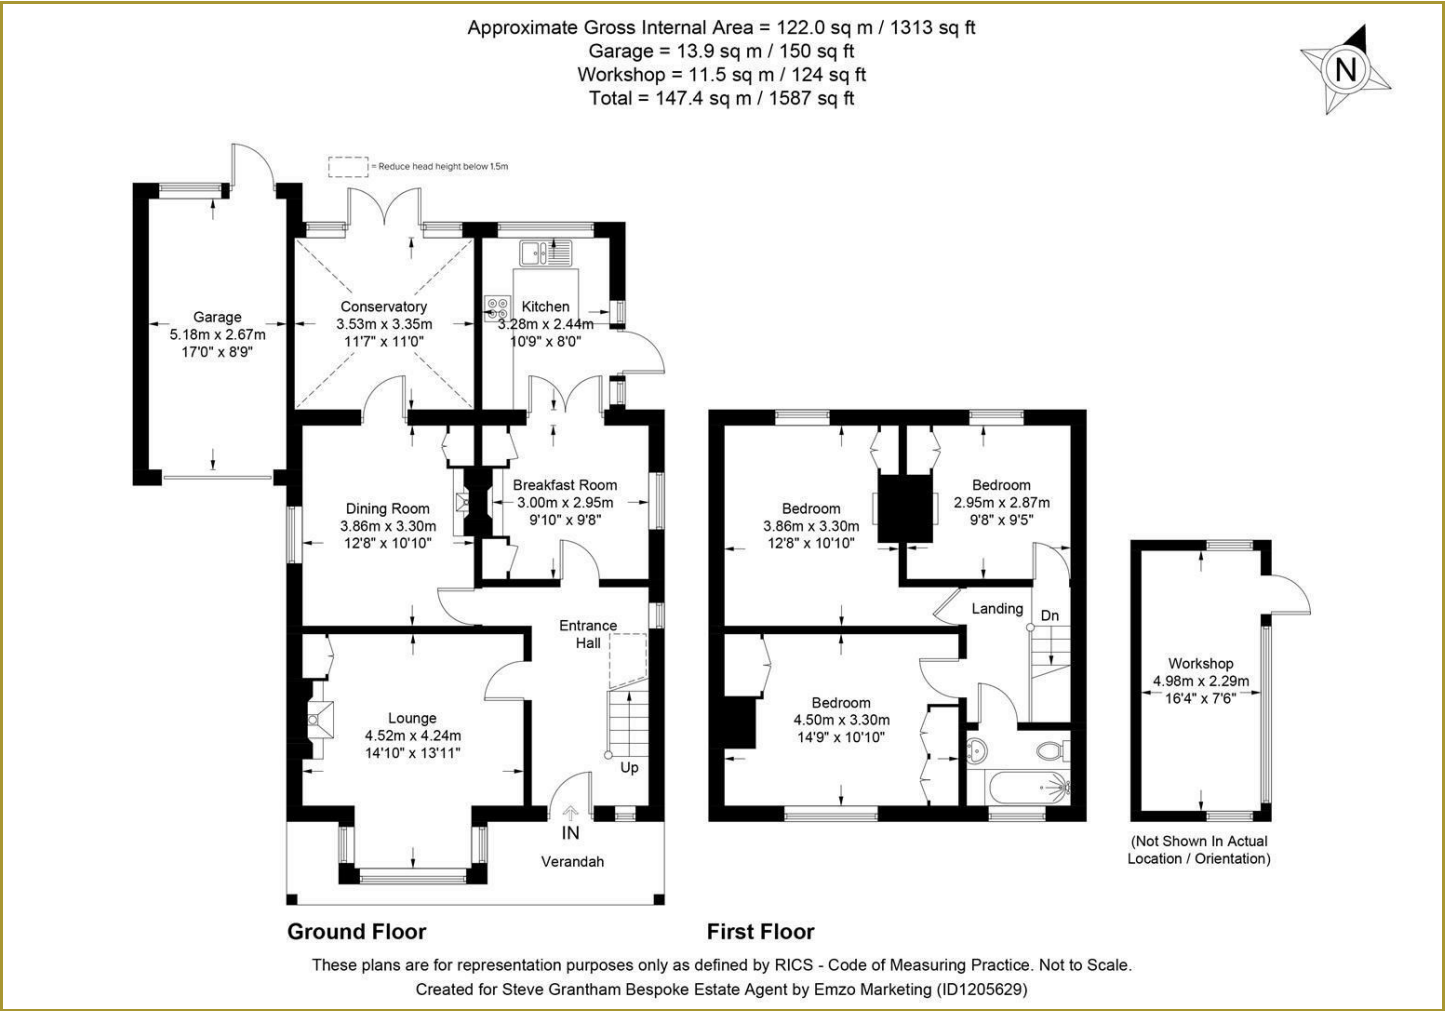 Approximate Gross Internal Area = 122.0 sq m / 1313 sq ft
Garage = 13.9 sq m / 150 sq ft
Workshop = 11.5 sq m / 124 sq ft
Total = 147.4 sq m / 1587 sq ft
N
= Reduce head height below 1.5m
Garage
5.18m x 2.67m
17'0" x 8'9"
Conservatory
3.53m x 3.35m
11'7" x 11'0"
Kitchen
3.28m x 2.44m
10'9" x 8'0"
Dining Room
3.86m x 3.30m
12'8" x 10'10"
Breakfast Room
3.00m x 2.95m
9'10" x 9'8"
Entrance
Hall
Lounge
4.52m x 4.24m
14'10" x 13'11"
Up
IN
Verandah
Bedroom
3.86m x 3.30m
12'8" x 10'10"
Bedroom
2.95m x 2.87m
9'8" x 9'5"
Landing
Dn
Bedroom
4.50m x 3.30m
14'9" x 10'10"
Workshop
4.98m x 2.29m
16'4" x 7'6"
(Not Shown In Actual
Location / Orientation)
Ground Floor
First Floor
These plans are for representation purposes only as defined by RICS - Code of Measuring Practice. Not to Scale.
Created for Steve Grantham Bespoke Estate Agent by Emzo Marketing (ID1205629)